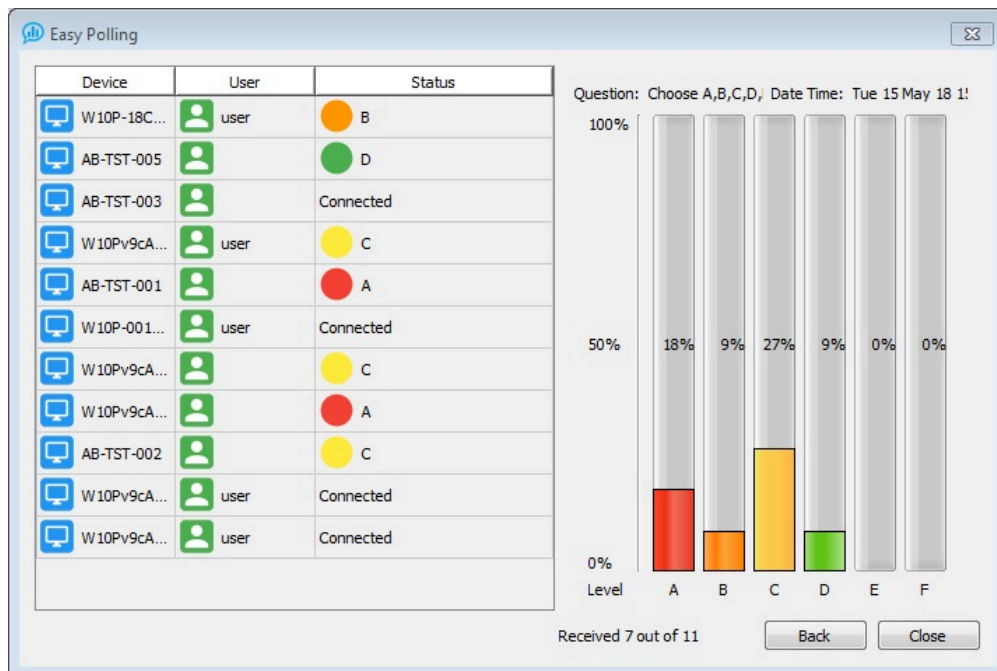 Easy Polling
Device User Status
W10P-18C... user B
AB-TST-005 D
AB-TST-003 Connected
W10Pv9cA... user C
AB-TST-001 A
W10P-001... user Connected
W10Pv9cA... C
W10Pv9cA... A
AB-TST-002 C
W10Pv9cA... user Connected
W10Pv9cA... user Connected
Question: Choose A,B,C,D, Date Time: Tue 15 May 18
100%
50% 18% 9% 27% 9% 0% 0%
0%
Level A B C D E F
Received 7 out of 11 Back Close